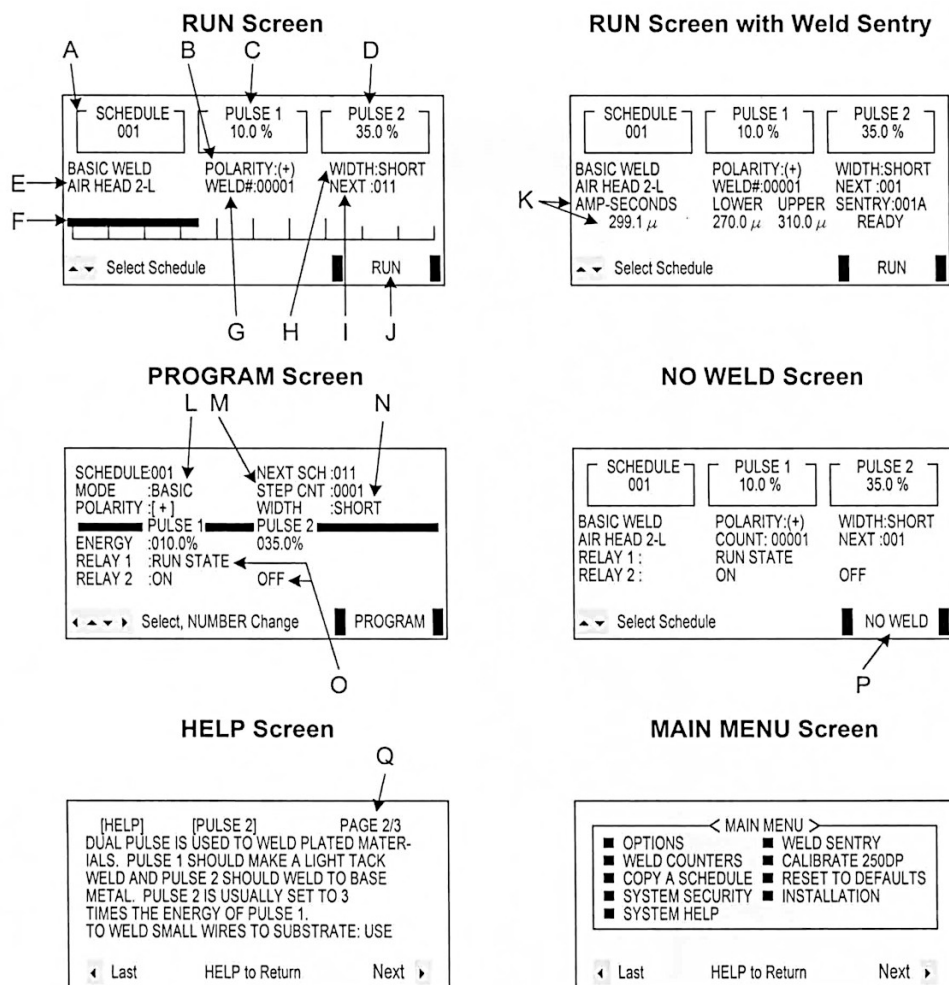 RUN Screen
A B C D
SCHEDULE PULSE 1 PULSE 2
001 10.0 % 35.0 %
BASIC WELD POLARITY:(+) WIDTH:SHORT
E AIR HEAD 2-L WELD#:00001 NEXT :011
F
Select Schedule RUN
G H I J
RUN Screen with Weld Sentry
SCHEDULE PULSE 1 PULSE 2
001 10.0 % 35.0 %
BASIC WELD POLARITY:(+) WIDTH:SHORT
AIR HEAD 2-L WELD#:00001 NEXT :001
K AMP-SECONDS LOWER UPPER SENTRY:001A
299.1 μ 270.0 μ 310.0 μ READY
Select Schedule RUN
PROGRAM Screen
L M N
SCHEDULE:001 NEXT SCH :011
MODE :BASIC STEP CNT :0001
POLARITY :[ + ] WIDTH :SHORT
PULSE 1 PULSE 2
ENERGY :010.0% 035.0%
RELAY 1 :RUN STATE
RELAY 2 :ON OFF
Select, NUMBER Change PROGRAM
O
NO WELD Screen
SCHEDULE PULSE 1 PULSE 2
001 10.0 % 35.0 %
BASIC WELD POLARITY:(+) WIDTH:SHORT
AIR HEAD 2-L COUNT: 00001 NEXT :001
RELAY 1 : RUN STATE
RELAY 2 : ON OFF
Select Schedule NO WELD
P
HELP Screen
Q
[HELP] [PULSE 2] PAGE 2/3
DUAL PULSE IS USED TO WELD PLATED MATER-
IALS. PULSE 1 SHOULD MAKE A LIGHT TACK
WELD AND PULSE 2 SHOULD WELD TO BASE
METAL. PULSE 2 IS USUALLY SET TO 3
TIMES THE ENERGY OF PULSE 1.
TO WELD SMALL WIRES TO SUBSTRATE: USE
Last HELP to Return Next
MAIN MENU Screen
< MAIN MENU >
OPTIONS WELD SENTRY
WELD COUNTERS CALIBRATE 250DP
COPY A SCHEDULE RESET TO DEFAULTS
SYSTEM SECURITY INSTALLATION
SYSTEM HELP
Last HELP to Return Next